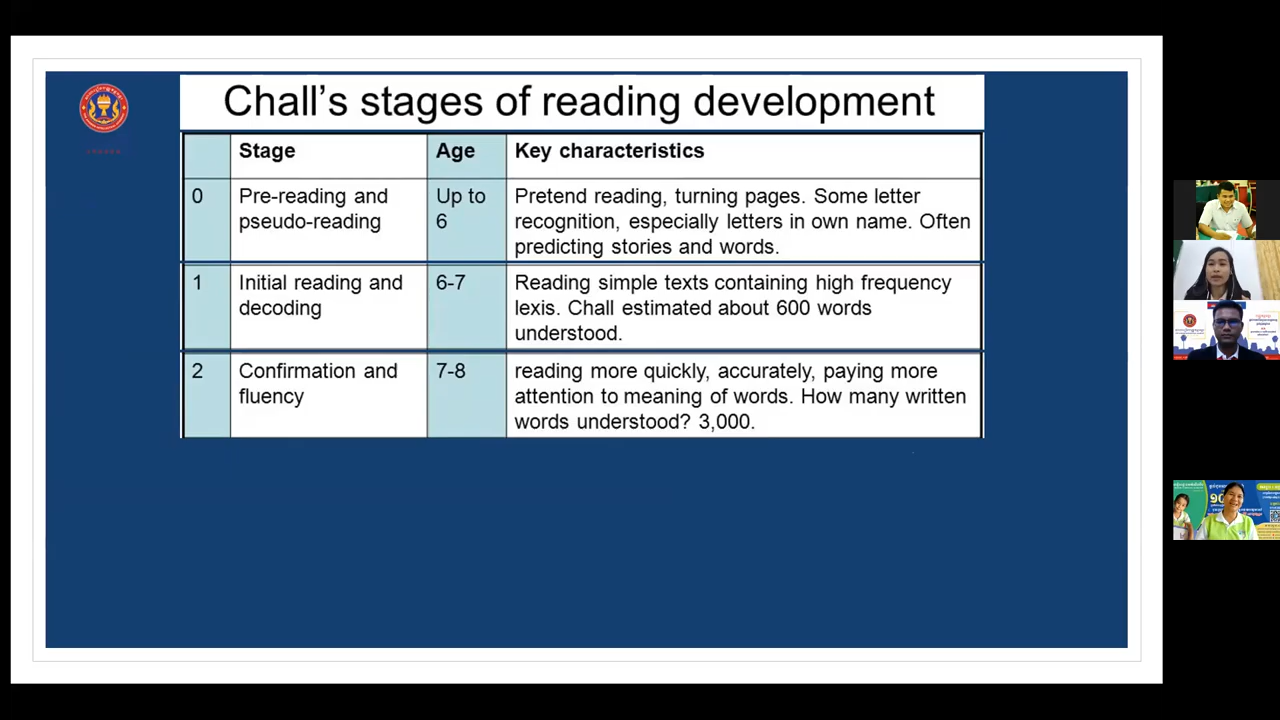 Chall's stages of reading development
Stage Age Key characteristics
0 Pre-reading and Up to Pretend reading, turning pages. Some letter
pseudo-reading 6 recognition, especially letters in own name. Often
predicting stories and words.
1 Initial reading and 6-7 Reading simple texts containing high frequency
decoding lexis. Chall estimated about 600 words
understood.
2 Confirmation and 7-8 reading more quickly, accurately, paying more
fluency attention to meaning of words. How many written
words understood? 3,000.